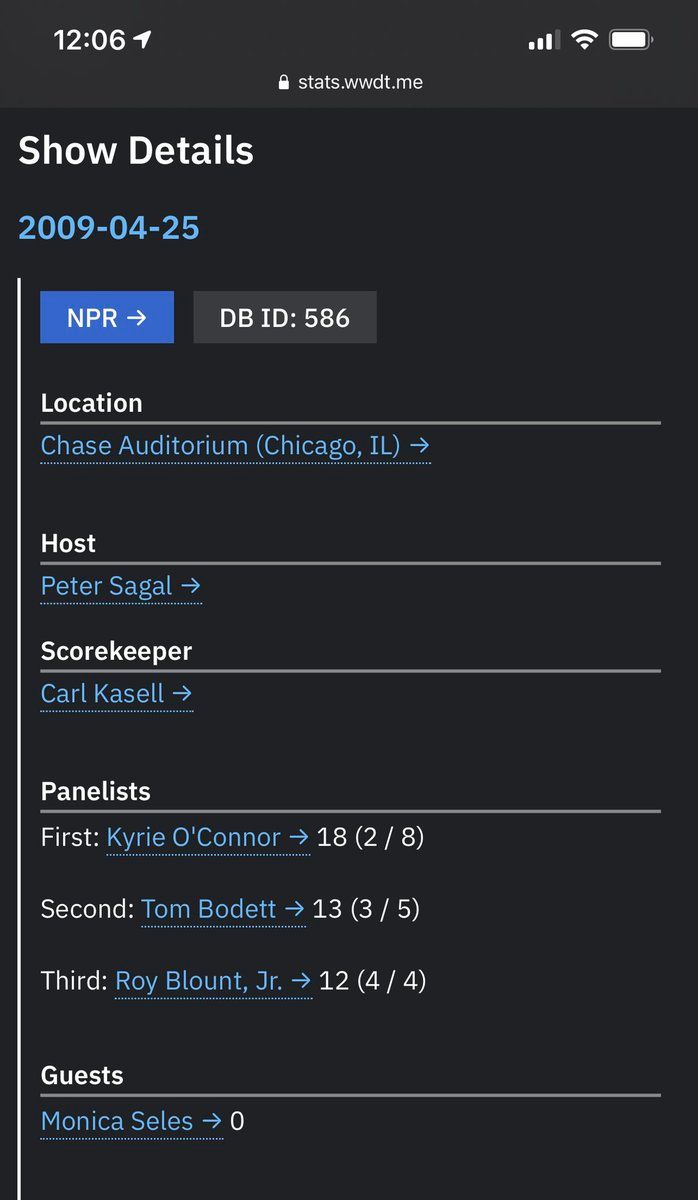 12:06
stats.wwdt.me
Show Details
2009-04-25
NPR → DB ID: 586
Location
Chase Auditorium (Chicago, IL) →
Host
Peter Sagal →
Scorekeeper
Carl Kasell →
Panelists
First: Kyrie O'Connor → 18 (2 / 8)
Second: Tom Bodett → 13 (3 / 5)
Third: Roy Blount, Jr. → 12 (4 / 4)
Guests
Monica Seles → 0